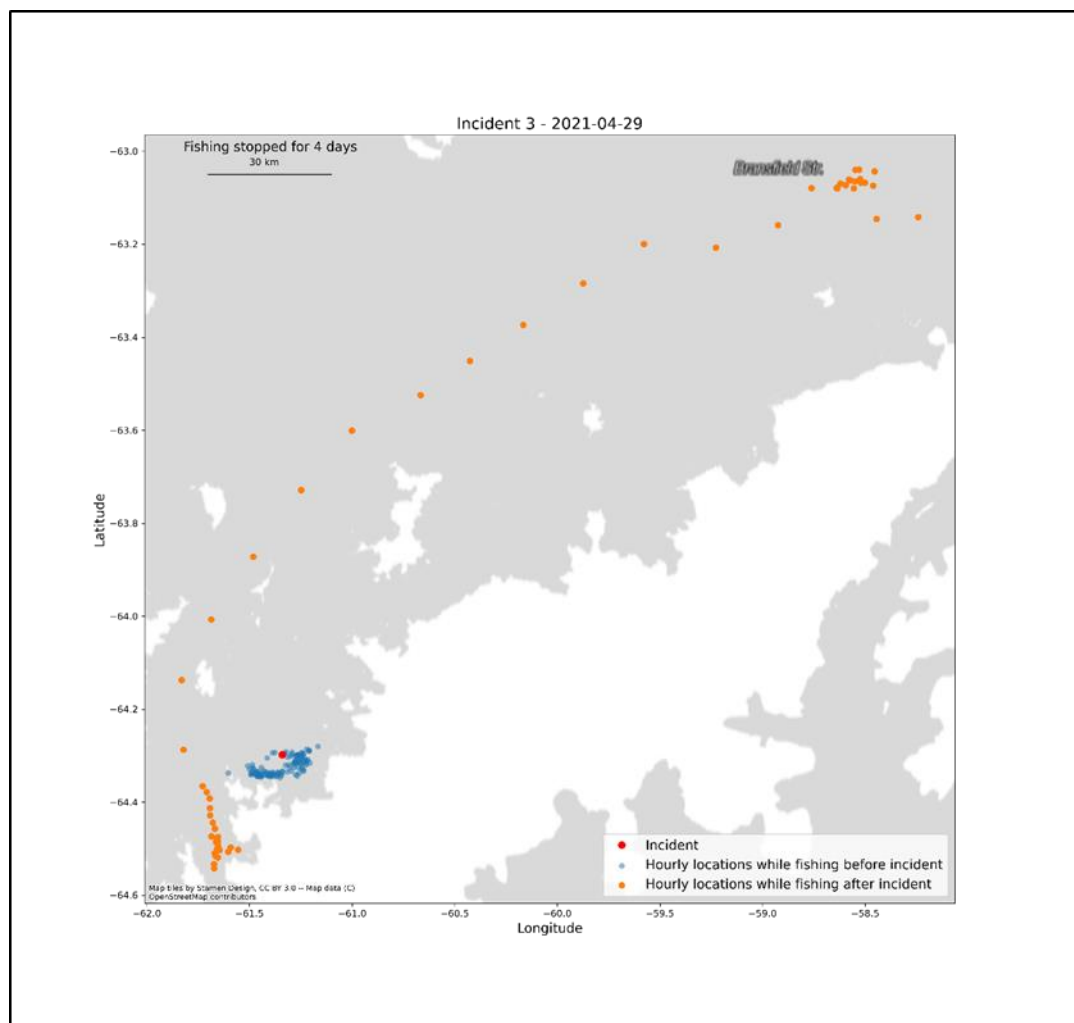 Incident 3 - 2021-04-29
Fishing stopped for 4 days
30 km
Bransfield Str.
−63.0
−63.2
−63.4
−63.6
−63.8
−64.0
−64.2
−64.4
−64.6
Latitude
Incident
Hourly locations while fishing before incident
Hourly locations while fishing after incident
Map tiles by Stamen Design, CC BY 3.0 -- Map data (C)
OpenStreetMap contributors
−62.0 −61.5 −61.0 −60.5 −60.0 −59.5 −59.0 −58.5
Longitude